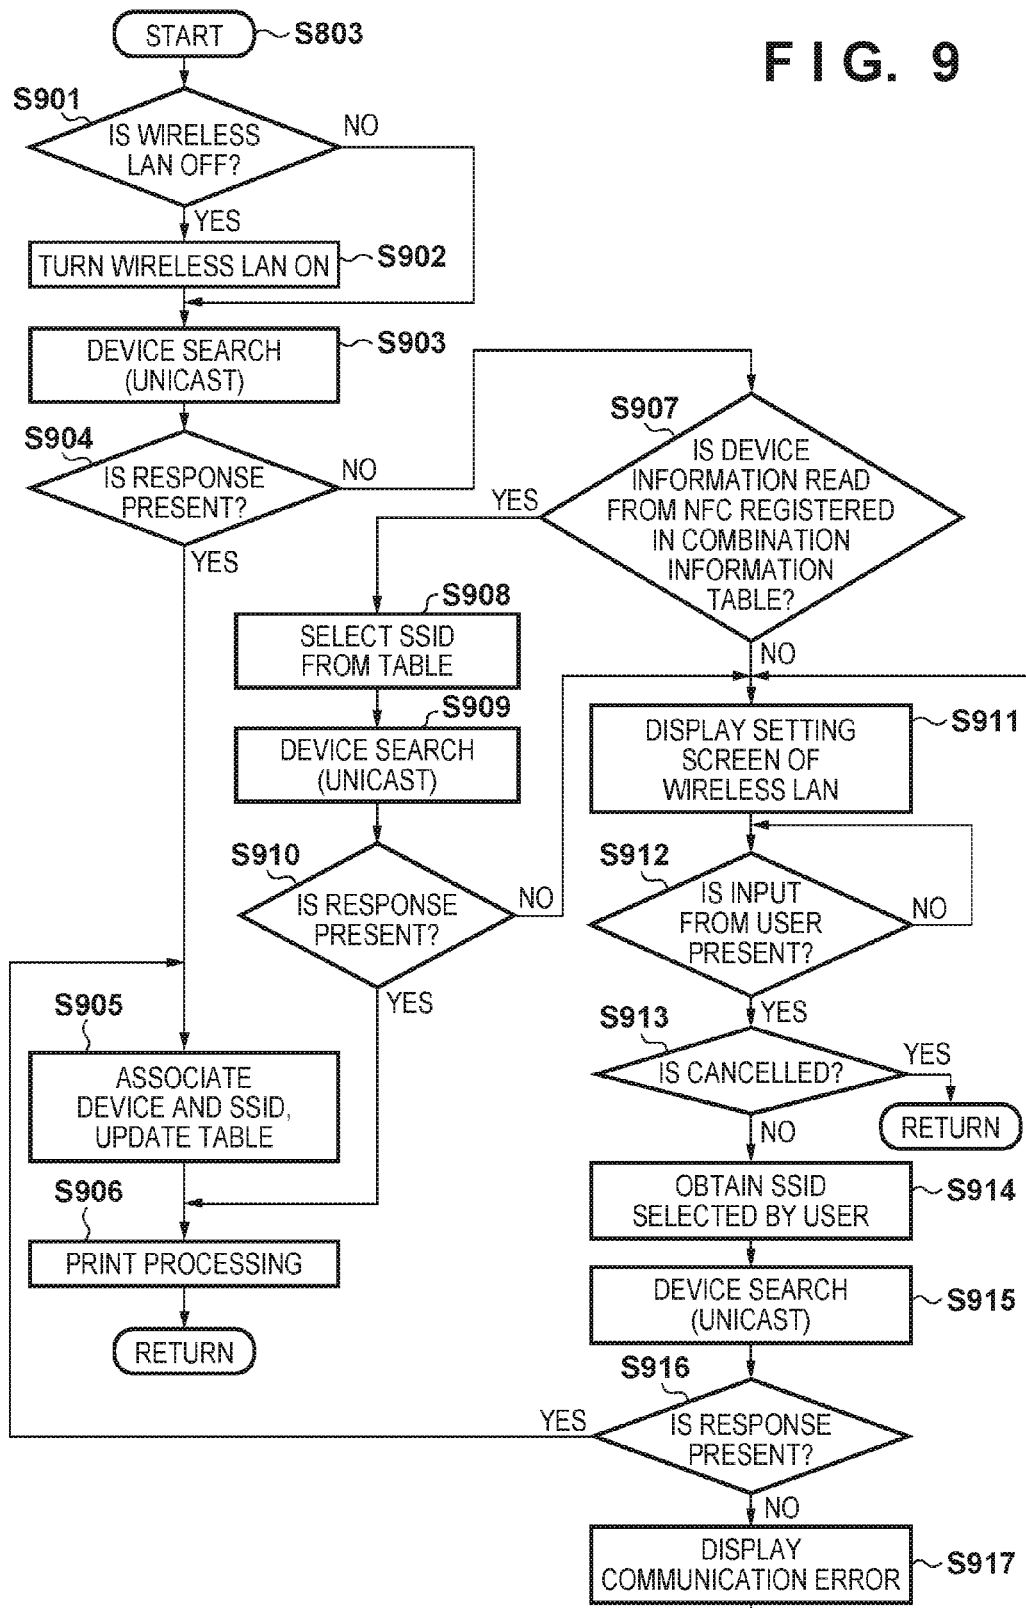 START
S803
FIG. 9
S901
IS WIRELESS
LAN OFF?
NO
YES
TURN WIRELESS LAN ON
S902
DEVICE SEARCH
(UNICAST)
S903
S904
IS RESPONSE
PRESENT?
NO
YES
S907
IS DEVICE
INFORMATION READ
FROM NFC REGISTERED
IN COMBINATION
INFORMATION
TABLE?
YES
NO
S908
SELECT SSID
FROM TABLE
S909
DEVICE SEARCH
(UNICAST)
S910
IS RESPONSE
PRESENT?
NO
YES
S911
DISPLAY SETTING
SCREEN OF
WIRELESS LAN
S912
IS INPUT
FROM USER
PRESENT?
NO
YES
S905
ASSOCIATE
DEVICE AND SSID,
UPDATE TABLE
S906
PRINT PROCESSING
RETURN
S913
IS CANCELLED?
YES
RETURN
NO
OBTAIN SSID
SELECTED BY USER
S914
DEVICE SEARCH
(UNICAST)
S915
S916
IS RESPONSE
PRESENT?
YES
NO
DISPLAY
COMMUNICATION ERROR
S917